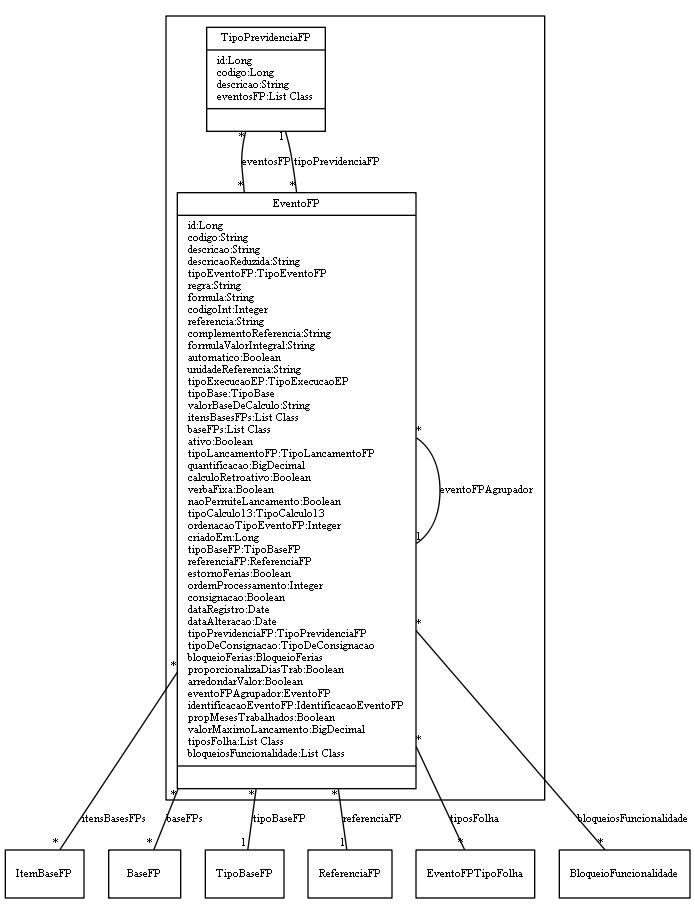 TipoPrevidenciaFP
id:Long
codigo:Long
descricao:String
eventosFP:List Class
* 1
eventosFP tipoPrevidenciaFP
* *
EventoFP
id:Long
codigo:String
descricao:String
descricaoReduzida:String
tipoEventoFP:TipoEventoFP
regra:String
formula:String
codigoInt:Integer
referencia:String
complementoReferencia:String
formulaValorIntegral:String
automatico:Boolean
unidadeReferencia:String
tipoExecucaoEP:TipoExecucaoEP
tipoBase:TipoBase
valorBaseDeCalculo:String
itensBasesFPs:List Class
baseFPs:List Class
ativo:Boolean
tipoLancamentoFP:TipoLancamentoFP
quantificacao:BigDecimal
calculoRetroativo:Boolean
verbaFixa:Boolean
naoPermiteLancamento:Boolean
tipoCalculo13:TipoCalculo13
ordenacaoTipoEventoFP:Integer
criadoEm:Long
tipoBaseFP:TipoBaseFP
referenciaFP:ReferenciaFP
estornoFerias:Boolean
ordemProcessamento:Integer
consignacao:Boolean
dataRegistro:Date
dataAlteracao:Date
tipoPrevidenciaFP:TipoPrevidenciaFP
tipoDeConsignacao:TipoDeConsignacao
bloqueioFerias:BloqueioFerias
proporcionalizaDiasTrab:Boolean
arredondarValor:Boolean
eventoFPAgrupador:EventoFP
identificacaoEventoFP:IdentificacaoEventoFP
propMesesTrabalhados:Boolean
valorMaximoLancamento:BigDecimal
tiposFolha:List Class
bloqueiosFuncionalidade:List Class
*
eventoFPAgrupador
1
*
*
*
* * *
itensBasesFPs baseFPs tipoBaseFP referenciaFP tiposFolha bloqueiosFuncionalidade
* * 1 1 * *
ItemBaseFP BaseFP TipoBaseFP ReferenciaFP EventoFPTipoFolha BloqueioFuncionalidade